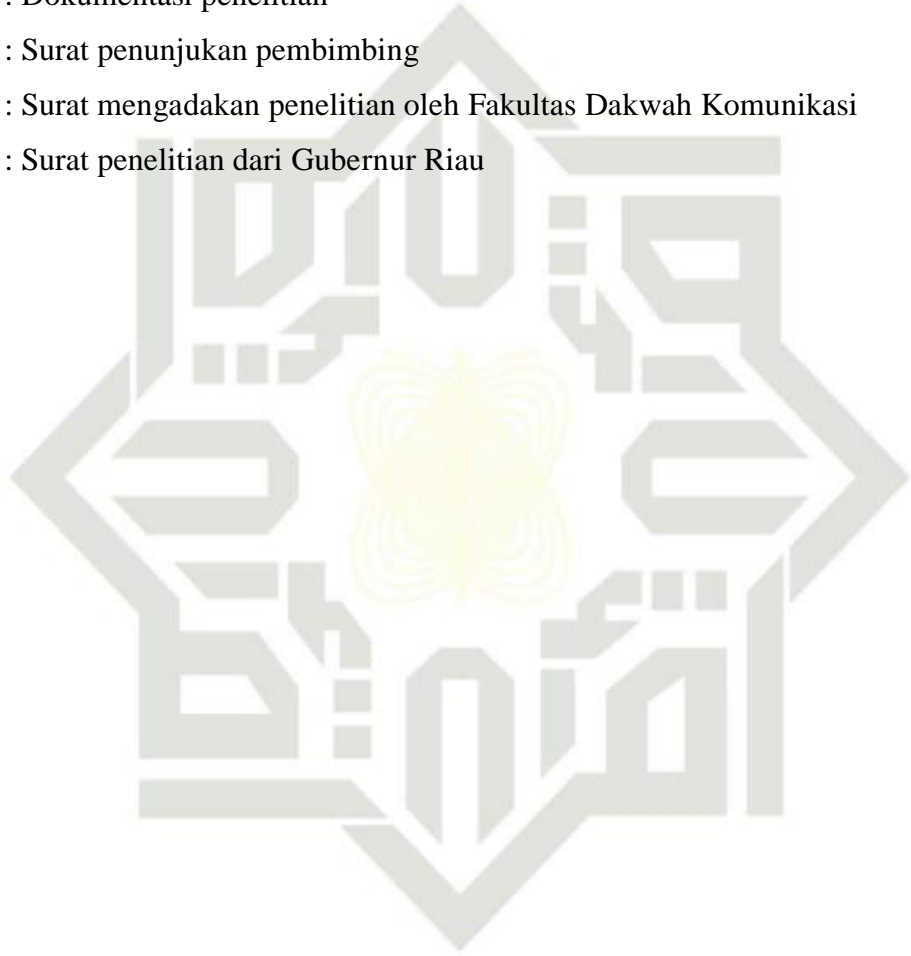 : Dokumentasi penelitian
: Surat penunjukan pembimbing
: Surat mengadakan penelitian oleh Fakultas Dakwah Komunikasi
: Surat penelitian dari Gubernur Riau